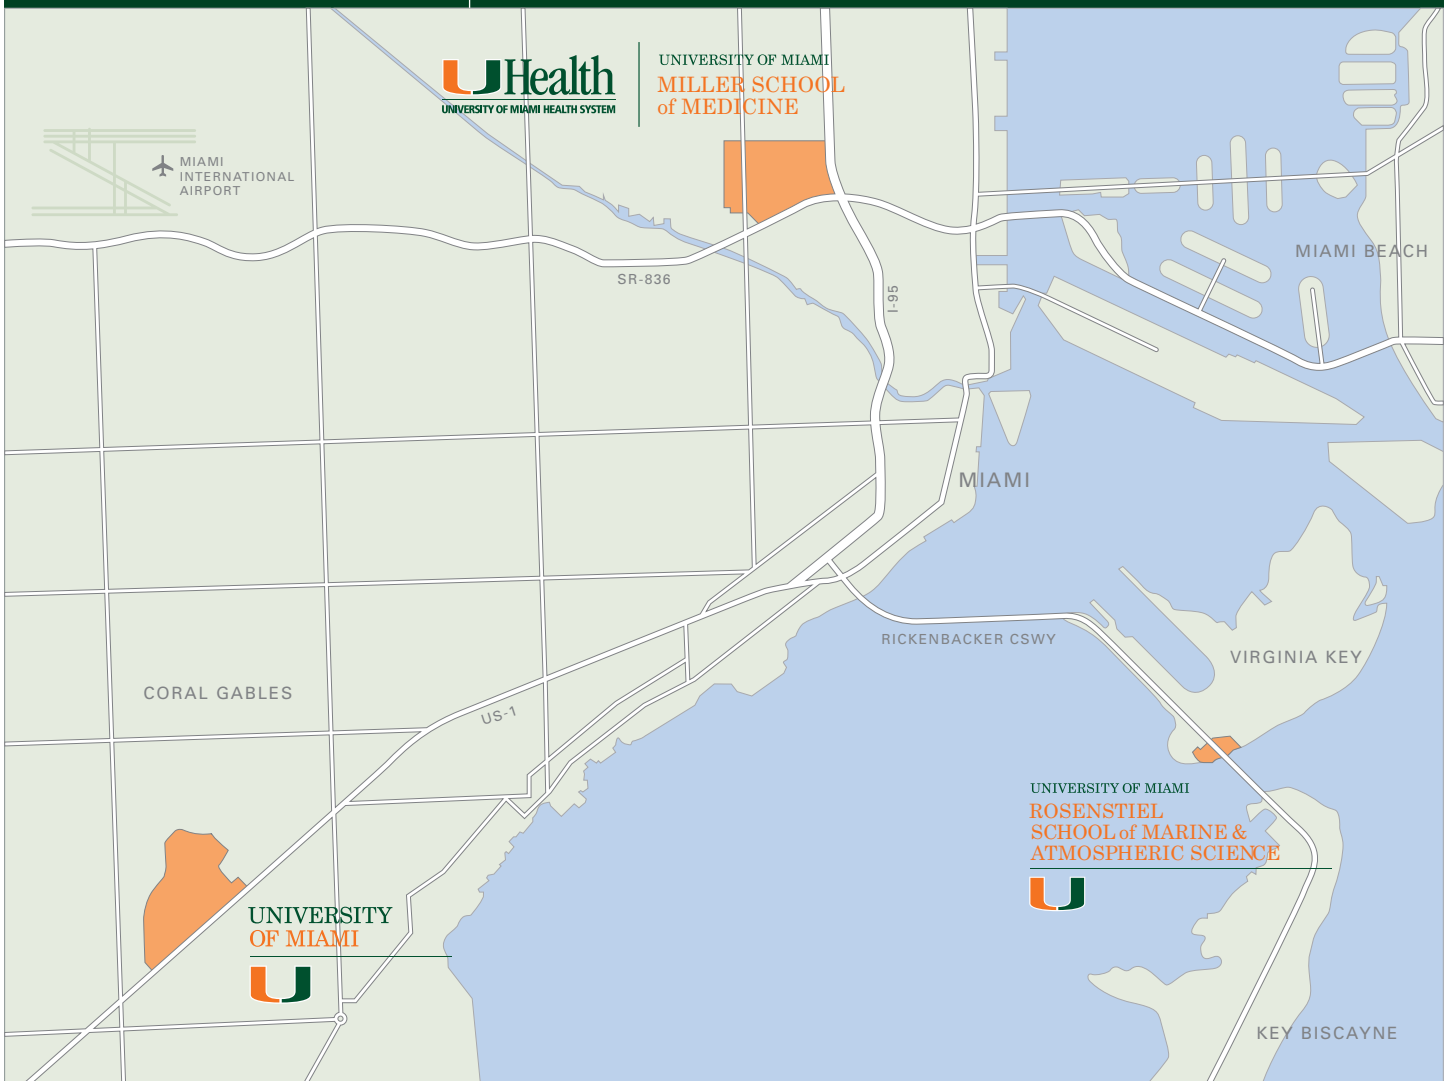 UHealth
UNIVERSITY OF MIAMI HEALTH SYSTEM
UNIVERSITY OF MIAMI
MILLER SCHOOL
of MEDICINE
MIAMI
INTERNATIONAL
AIRPORT
MIAMI BEACH
SR-836
I-95
MIAMI
RICKENBACKER CSWY
VIRGINIA KEY
CORAL GABLES
US-1
UNIVERSITY OF MIAMI
ROSENSTIEL
SCHOOL of MARINE &
ATMOSPHERIC SCIENCE
U
UNIVERSITY
OF MIAMI
U
KEY BISCAYNE